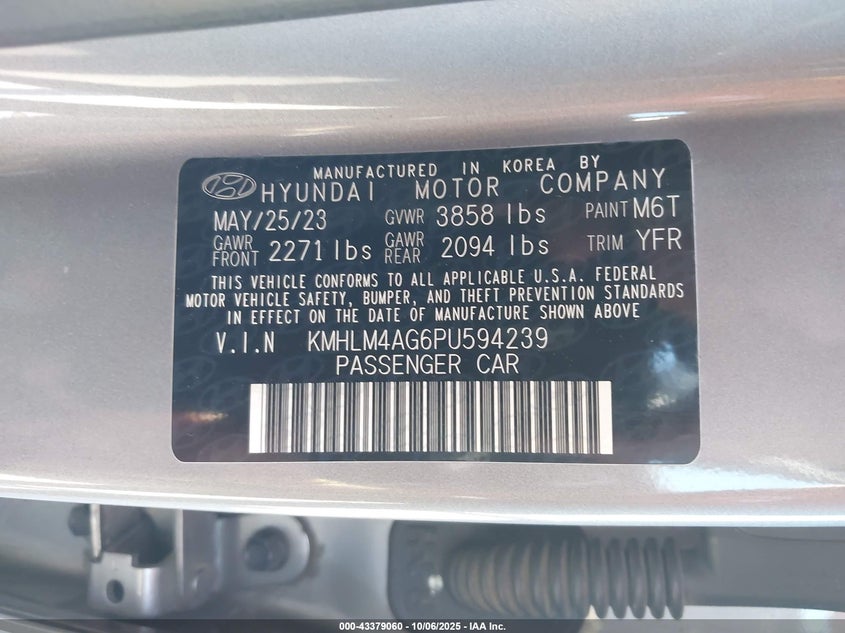 MANUFACTURED IN KOREA BY
HYUNDAI MOTOR COMPANY
MAY/25/23 GVWR 3858 lbs PAINT M6T
GAWR FRONT 2271 lbs GAWR REAR 2094 lbs TRIM YFR
THIS VEHICLE CONFORMS TO ALL APPLICABLE U.S.A. FEDERAL
MOTOR VEHICLE SAFETY, BUMPER, AND THEFT PREVENTION STANDARDS
IN EFFECT ON THE DATE OF MANUFACTURE SHOWN ABOVE
V.I.N KMHLM4AG6PU594239
PASSENGER CAR
000-43379060 - 10/06/2025 - IAA Inc.